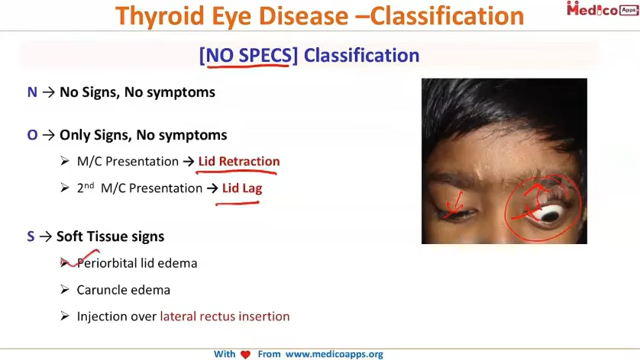 Thyroid Eye Disease –Classification
Medico Apps
[NO SPECS] Classification
N → No Signs, No symptoms
O → Only Signs, No symptoms
➢ M/C Presentation → Lid Retraction
➢ 2nd M/C Presentation → Lid Lag
S → Soft Tissue signs
➢ Periorbital lid edema
➢ Caruncle edema
➢ Injection over lateral rectus insertion
With ❤ From www.medicoapps.org